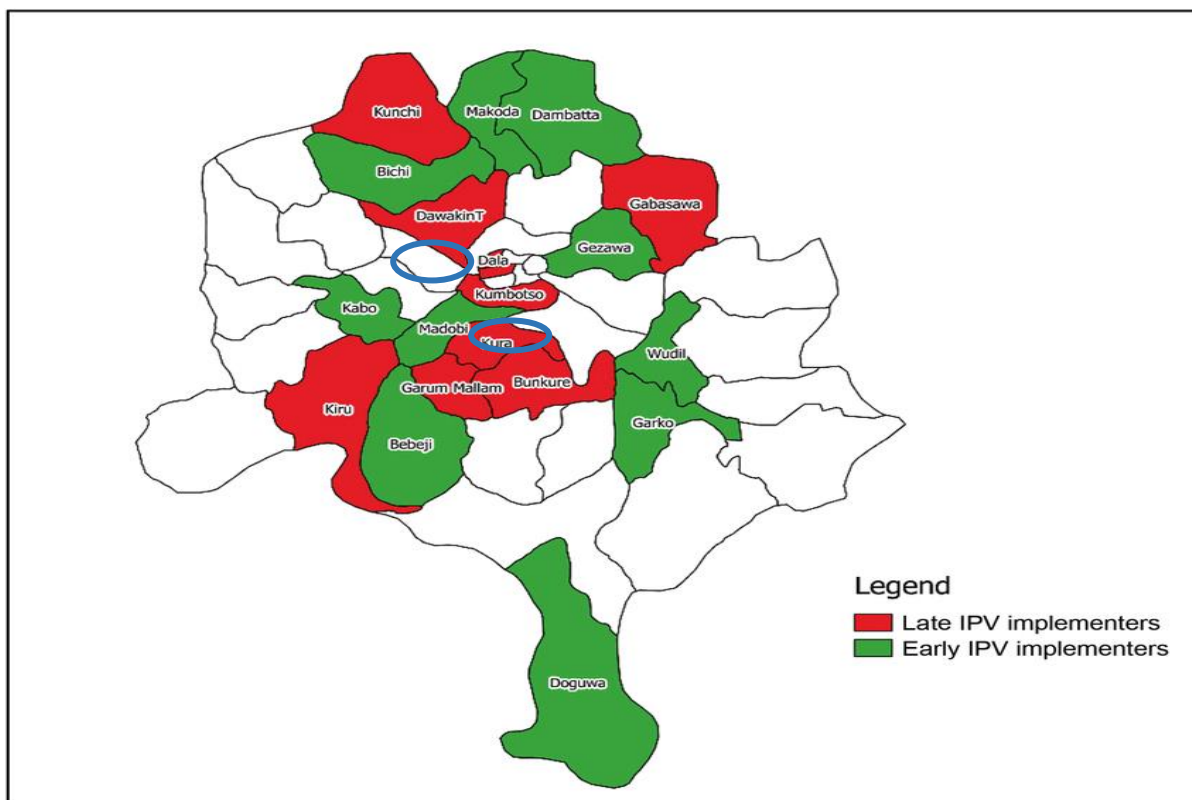 Kunchi
Makoda
Dambatta
Bichi
Gabasawa
DawakinT
Gezawa
Dala
Kumbotso
Kabo
Madobi
Kura
Wudil
Garum Mallam
Bunkure
Kiru
Garko
Bebeji
Legend
Late IPV implementers
Early IPV implementers
Doguwa